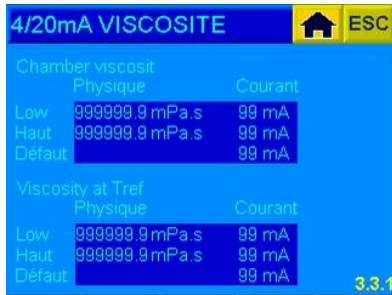 4/20mA VISCOSITE ESC
Chamber viscosit
Physique Courant
Low 999999.9 mPa.s 99 mA
Haut 999999.9 mPa.s 99 mA
Défaut 99 mA
Viscosity at Tref
Physique Courant
Low 999999.9 mPa.s 99 mA
Haut 999999.9 mPa.s 99 mA
Défaut 99 mA
3.3.1